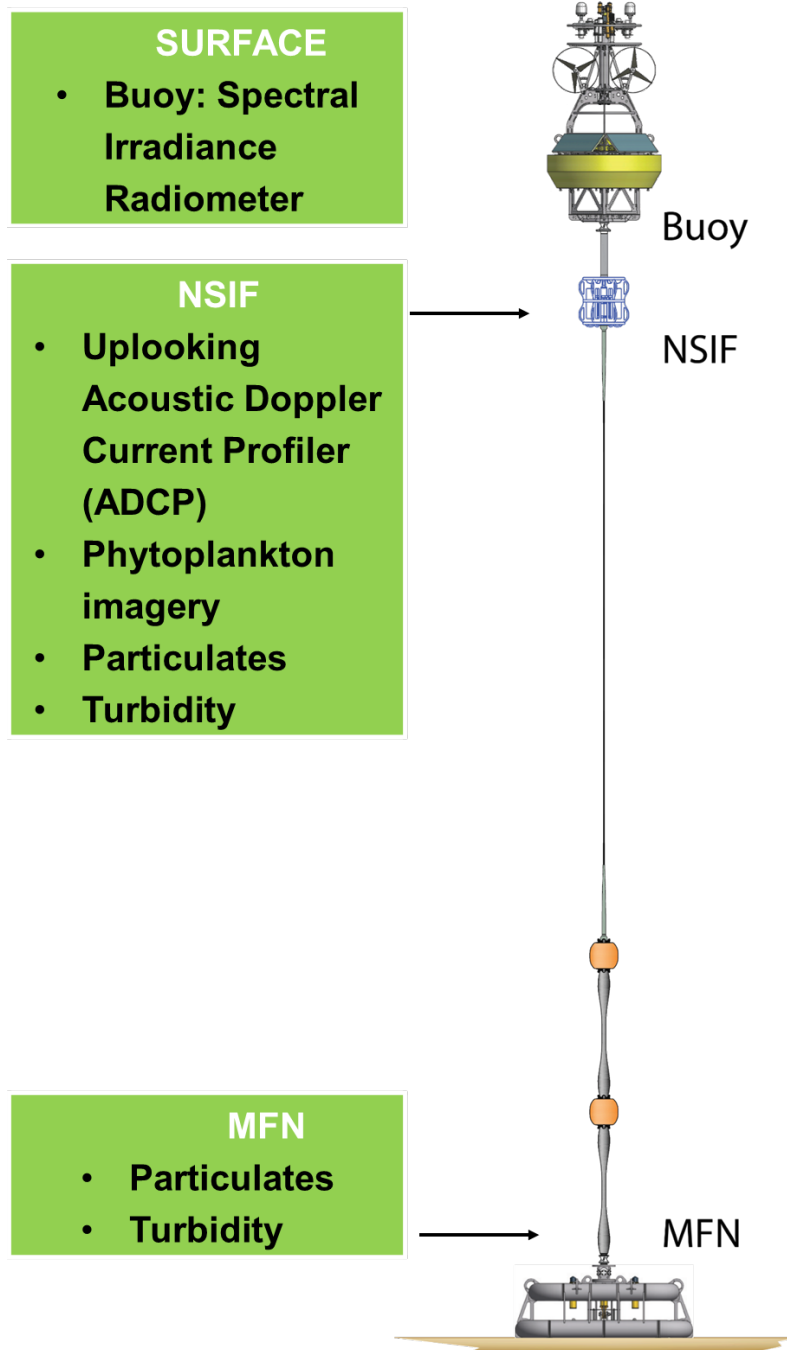 SURFACE
• Buoy: Spectral
Irradiance
Radiometer
Buoy
NSIF
• Uplooking
Acoustic Doppler
Current Profiler
(ADCP)
• Phytoplankton
imagery
• Particulates
• Turbidity
NSIF
MFN
• Particulates
• Turbidity
MFN